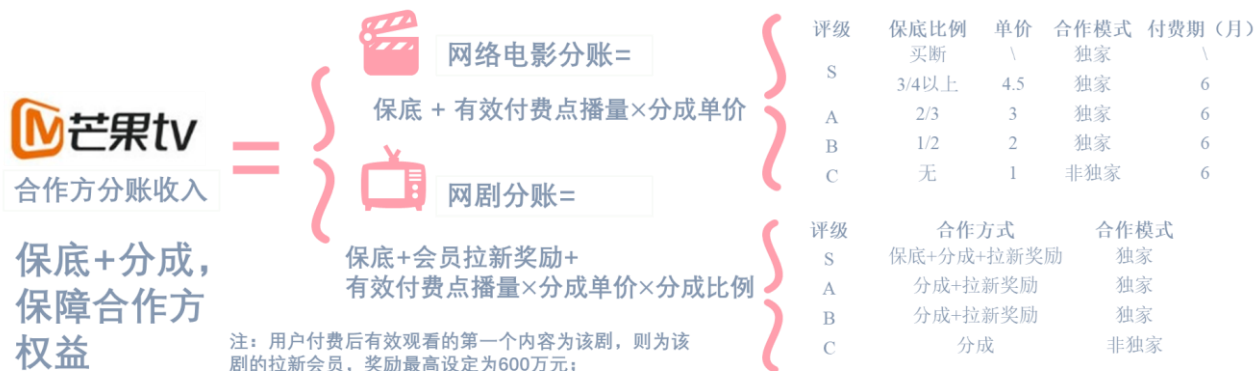 芒果tv
合作方分账收入
保底+分成，
保障合作方
权益
=
网络电影分账=
保底 + 有效付费点播量×分成单价
网剧分账=
保底+会员拉新奖励+
有效付费点播量×分成单价×分成比例
注：用户付费后有效观看的第一个内容为该剧，则为该
剧的拉新会员，奖励最高设定为600万元；
评级 保底比例 单价 合作模式 付费期（月）
S 买断 \ 独家 \
3/4以上 4.5 独家 6
A 2/3 3 独家 6
B 1/2 2 独家 6
C 无 1 非独家 6
评级 合作方式 合作模式
S 保底+分成+拉新奖励 独家
A 分成+拉新奖励 独家
B 分成+拉新奖励 独家
C 分成 非独家